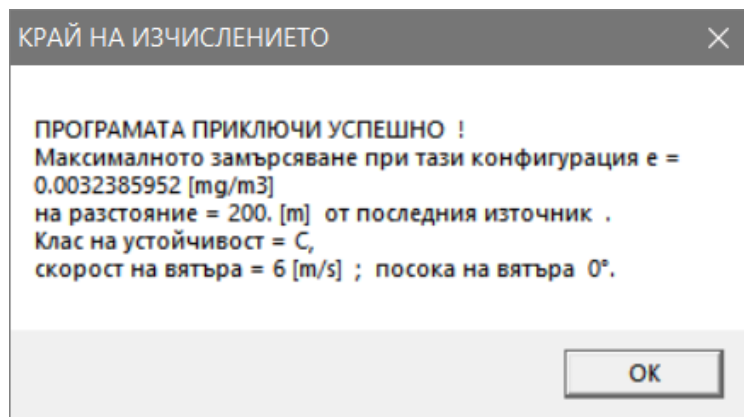 КРАЙ НА ИЗЧИСЛЕНИЕТО
ПРОГРАМАТА ПРИКЛЮЧИ УСПЕШНО !
Максималното замърсяване при тази конфигурация е =
0.0032385952 [mg/m3]
на разстояние = 200. [m] от последния източник .
Клас на устойчивост = C,
скорост на вятъра = 6 [m/s] ; посока на вятъра 0°.
OK